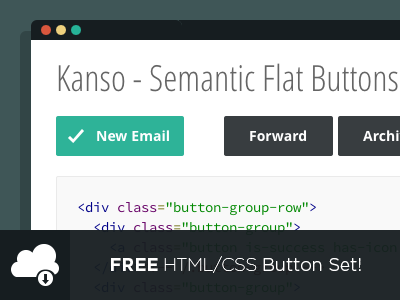 Kanso - Semantic Flat Buttons
New Email Forward Archi
<div class="button-group-row">
<div class="button-group">
<a class="button is-success has-icon
FREE HTML/CSS Button Set!
<div class="button-group">